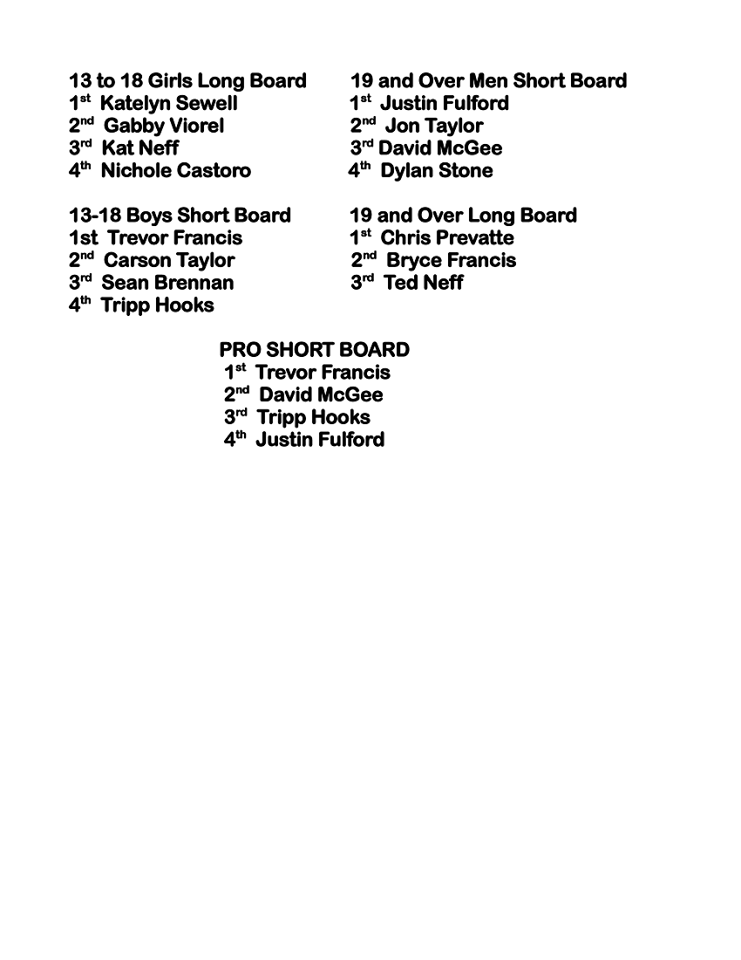 13 to 18 Girls Long Board
1st Katelyn Sewell
2nd Gabby Viorel
3rd Kat Neff
4th Nichole Castoro
19 and Over Men Short Board
1st Justin Fulford
2nd Jon Taylor
3rd David McGee
4th Dylan Stone
13-18 Boys Short Board
1st Trevor Francis
2nd Carson Taylor
3rd Sean Brennan
4th Tripp Hooks
19 and Over Long Board
1st Chris Prevatte
2nd Bryce Francis
3rd Ted Neff
PRO SHORT BOARD
1st Trevor Francis
2nd David McGee
3rd Tripp Hooks
4th Justin Fulford